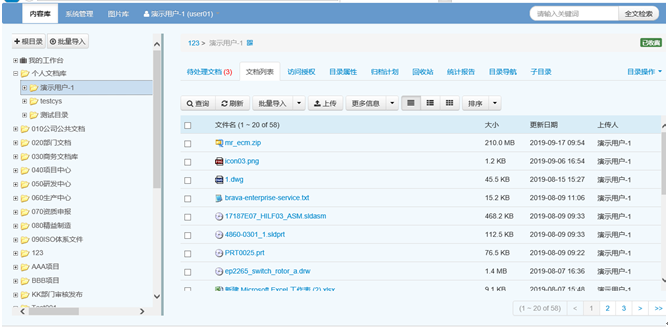 内容库 系统管理 图片库 演示用户-1 (user01) 请输入关键词 全文检索
+根目录 批量导入
123 > 演示用户-1 已收藏
我的工作台
个人文档库
演示用户-1
testcys
测试目录
010公司公共文档
020部门文档
030商务文档库
040项目中心
050研发中心
060生产中心
070资质申报
080精益制造
090ISO体系文件
123
AAA项目
BBB项目
KK部门审核发布
待处理文档 (3) 文档列表 访问授权 目录属性 归档计划 回收站 统计报告 目录导航 子目录 目录操作
查询 刷新 批量导入 上传 更多信息 排序
文件名 (1 ~ 20 of 58) 大小 更新日期 上传人
mr_ecm.zip 210.0 MB 2019-09-17 09:54 演示用户-1
icon03.png 1.2 KB 2019-09-06 16:54 演示用户-1
1.dwg 45.5 KB 2019-08-15 15:27 演示用户-1
brava-enterprise-service.txt 15.2 KB 2019-08-09 11:06 演示用户-1
17187E07_HILF03_ASM.sldasm 468.2 KB 2019-08-09 09:33 演示用户-1
4860-0301_1.sldprt 112.5 KB 2019-08-09 09:33 演示用户-1
PRT0025.prt 76.5 KB 2019-08-09 09:22 演示用户-1
ep2265_switch_rotor_a.drw 1.4 MB 2019-08-07 16:36 演示用户-1
新建 Microsoft Excel 工作表 (2).xlsx 9.1 KB 2019-08-07 15:48 演示用户-1
(1 ~ 20 of 58) < 1 2 3 > >>